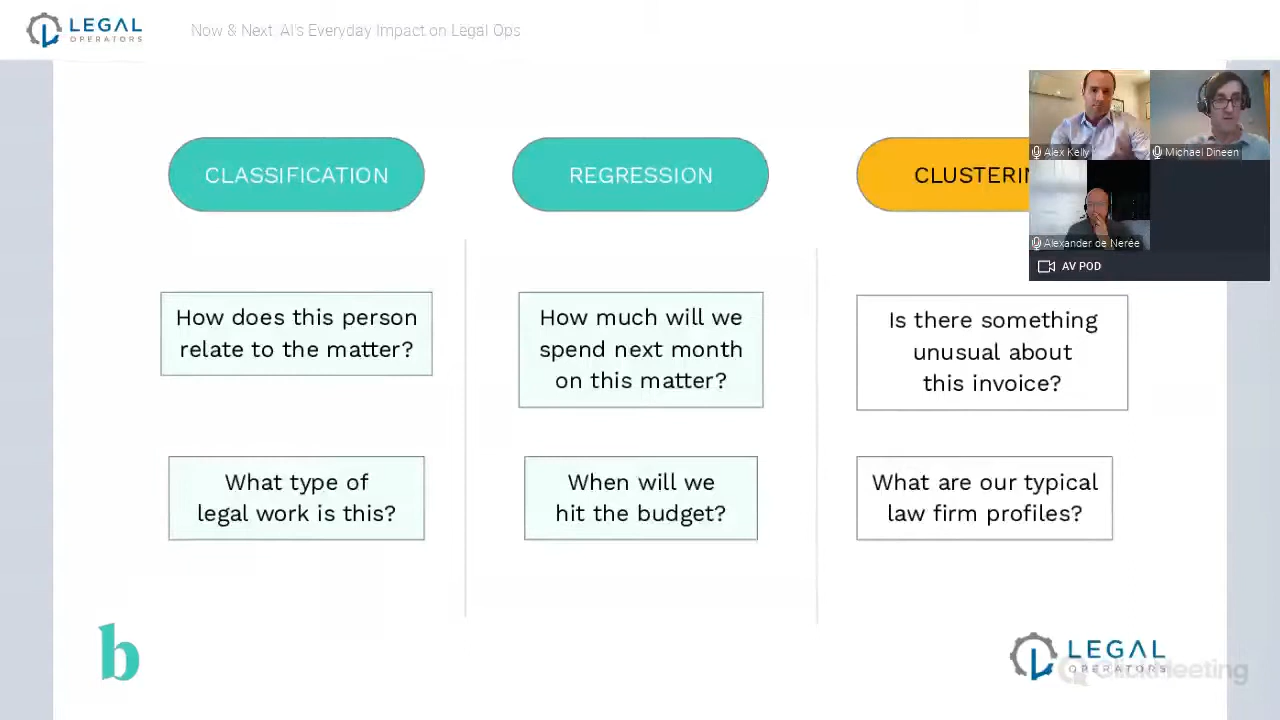 LEGAL
OPERATORS
Now & Next. AI's Everyday Impact on Legal Ops
CLASSIFICATION
REGRESSION
CLUSTERIN
Alex Kelly
Michael Dineen
Alexander de Nerée
AV POD
How does this person
relate to the matter?
How much will we
spend next month
on this matter?
Is there something
unusual about
this invoice?
What type of
legal work is this?
When will we
hit the budget?
What are our typical
law firm profiles?
b
LEGAL
OPERATORS
ClickMeeting